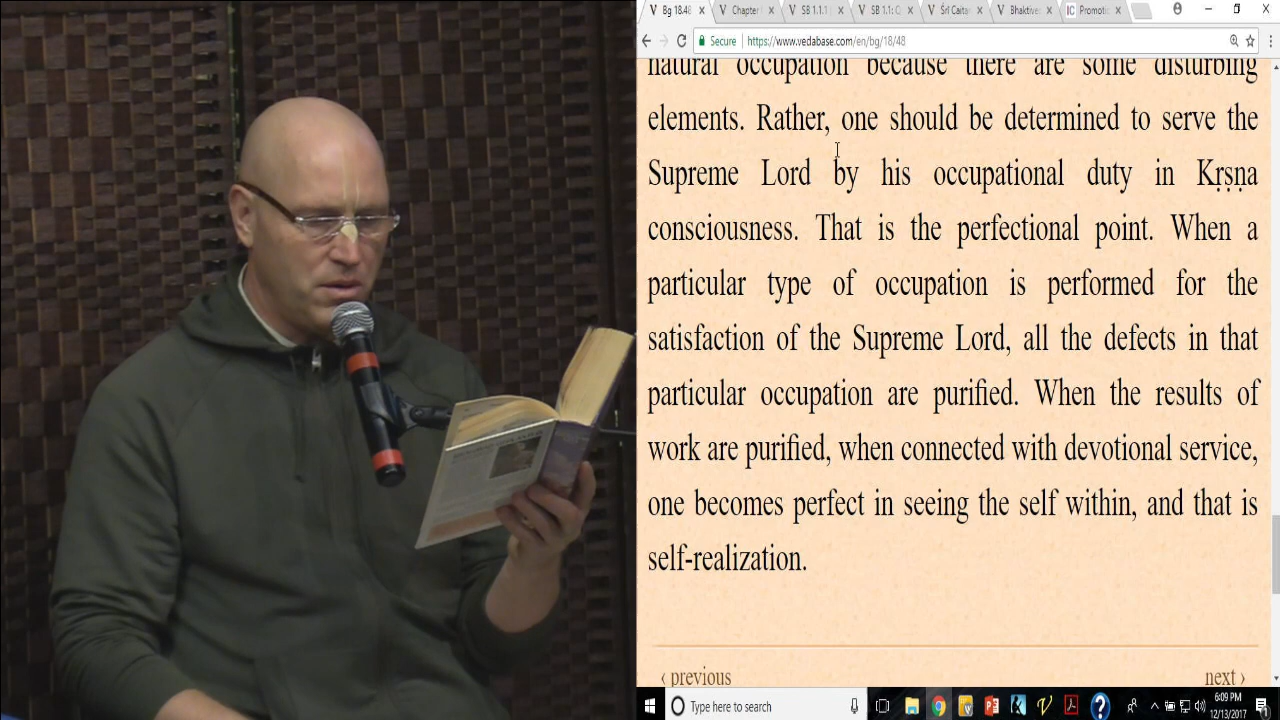 Bg 18.48
Chapter
SB 1.1.1
SB 1.1: C
Śrī Caita
Bhaktive
Promoti
Secure https://www.vedabase.com/en/bg/18/48
natural occupation because there are some disturbing
elements. Rather, one should be determined to serve the
Supreme Lord by his occupational duty in Kṛṣṇa
consciousness. That is the perfectional point. When a
particular type of occupation is performed for the
satisfaction of the Supreme Lord, all the defects in that
particular occupation are purified. When the results of
work are purified, when connected with devotional service,
one becomes perfect in seeing the self within, and that is
self-realization.
‹ previous
next ›
Type here to search
6:09 PM
12/13/2017